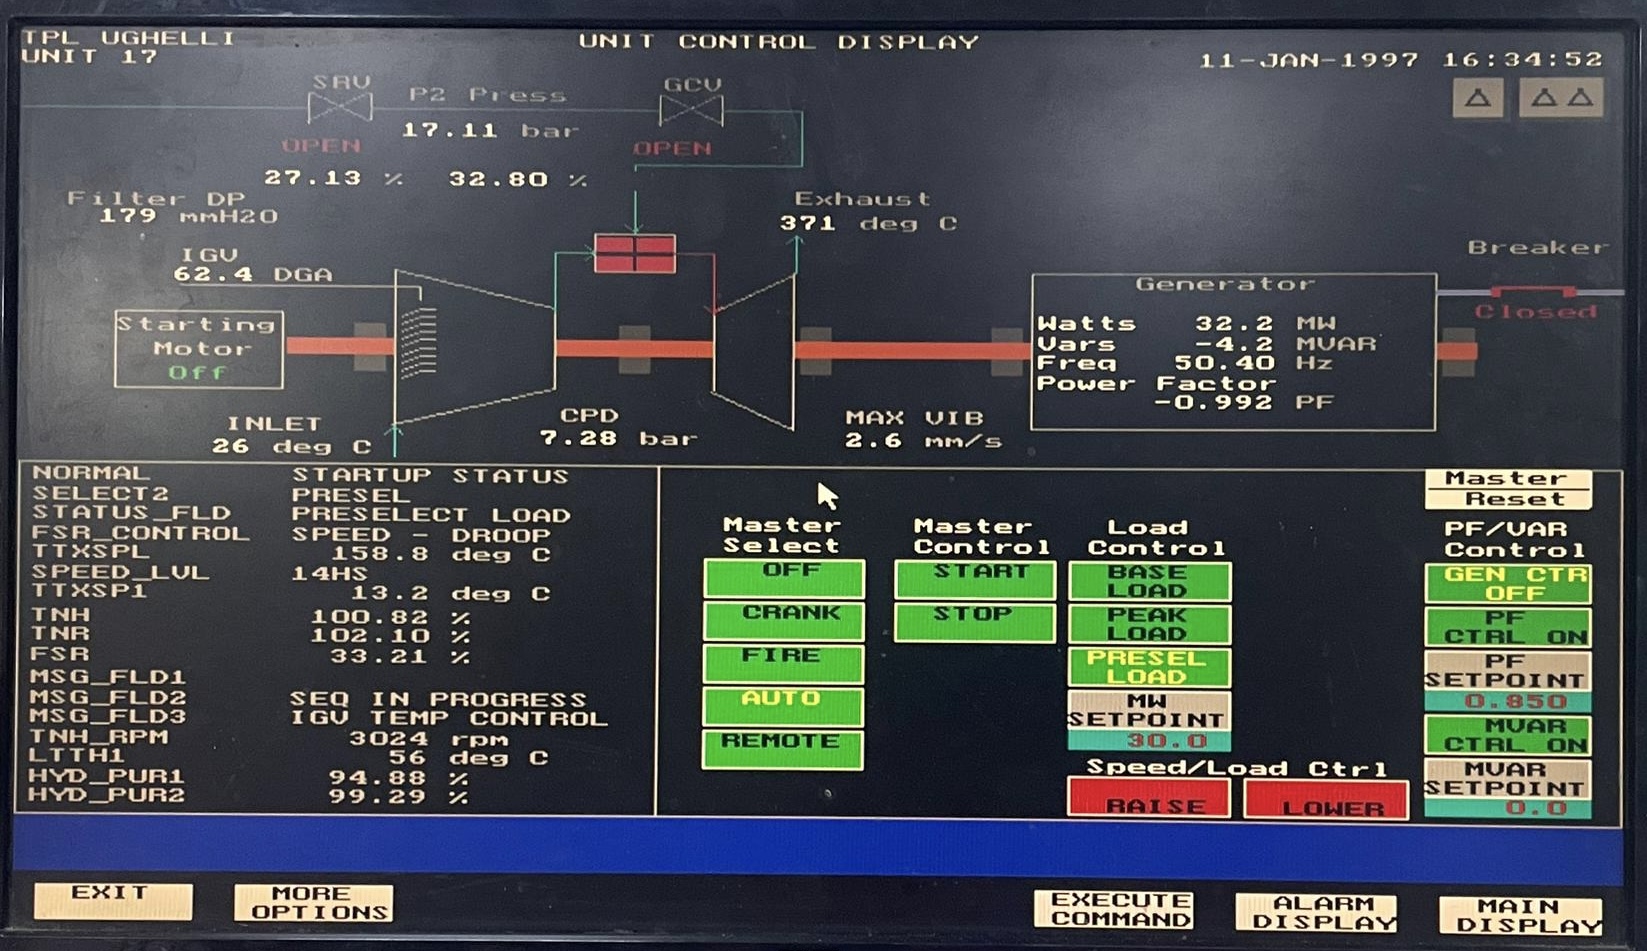 TPL UGHELLI
UNIT 17
UNIT CONTROL DISPLAY
11-JAN-1997 16:34:52
SRV
P2 Press
GCV
17.11 bar
OPEN
OPEN
27.13 %
32.80 %
Filter DP
179 mmH2O
Exhaust
371 deg C
IGV
62.4 DGA
Breaker
Closed
Starting
Motor
Off
Generator
Watts 32.2 MW
Vars -4.2 MVAR
Freq 50.40 Hz
Power Factor
-0.992 PF
INLET
26 deg C
CPD
7.28 bar
MAX VIB
2.6 mm/s
NORMAL STARTUP STATUS
SELECT2 PRESEL
STATUS_FLD PRESELECT LOAD
FSR_CONTROL SPEED - DROOP
TTXSPL 158.8 deg C
SPEED_LVL 14HS
TTXSP1 13.2 deg C
TNH 100.82 %
TNR 102.10 %
FSR 33.21 %
MSG_FLD1
MSG_FLD2 SEQ IN PROGRESS
MSG_FLD3 IGV TEMP CONTROL
TNH_RPM 3024 rpm
LTTH1 56 deg C
HYD_PUR1 94.88 %
HYD_PUR2 99.29 %
Master
Select
OFF
CRANK
FIRE
AUTO
REMOTE
Master
Control
START
STOP
Load
Control
BASE
LOAD
PEAK
LOAD
PRESEL
LOAD
MW
SETPOINT
30.0
Speed/Load Ctrl
RAISE
LOWER
Master
Reset
PF/VAR
Control
GEN CTR
OFF
PF
CTRL ON
PF
SETPOINT
0.850
MVAR
CTRL ON
MVAR
SETPOINT
0.0
EXIT
MORE
OPTIONS
EXECUTE
COMMAND
ALARM
DISPLAY
MAIN
DISPLAY